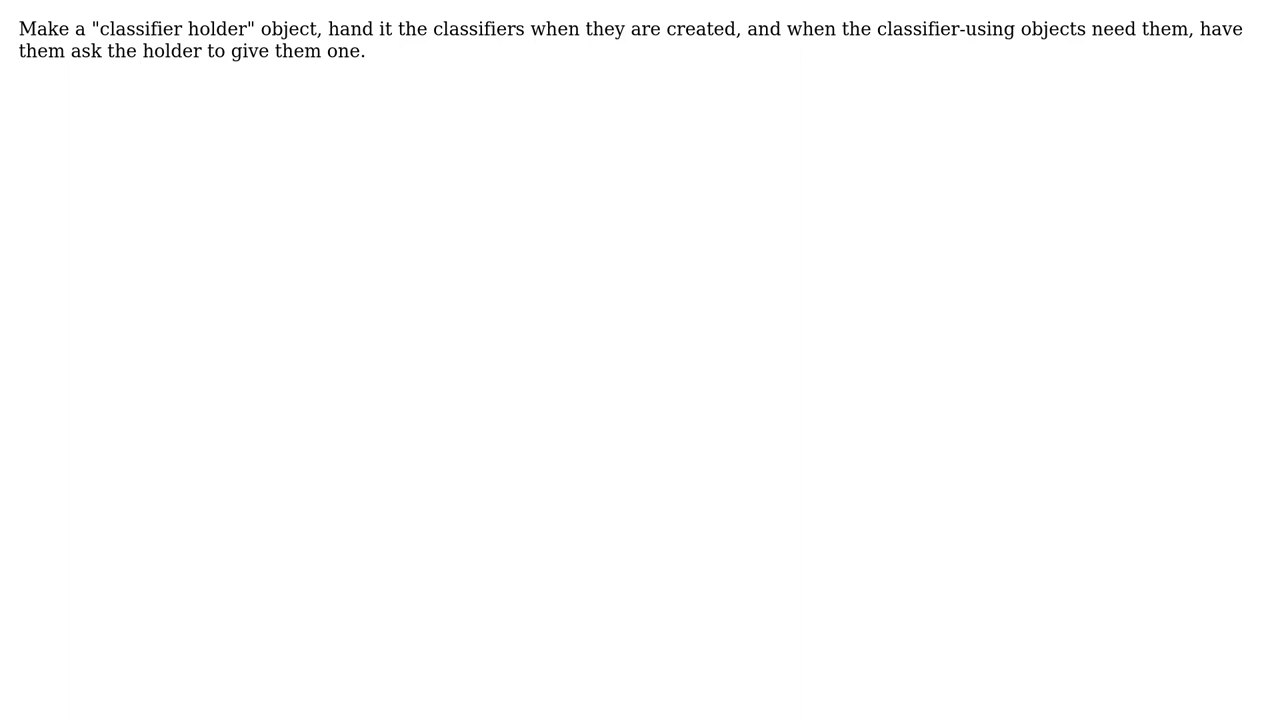 Make a "classifier holder" object, hand it the classifiers when they are created, and when the classifier-using objects need them, have
them ask the holder to give them one.